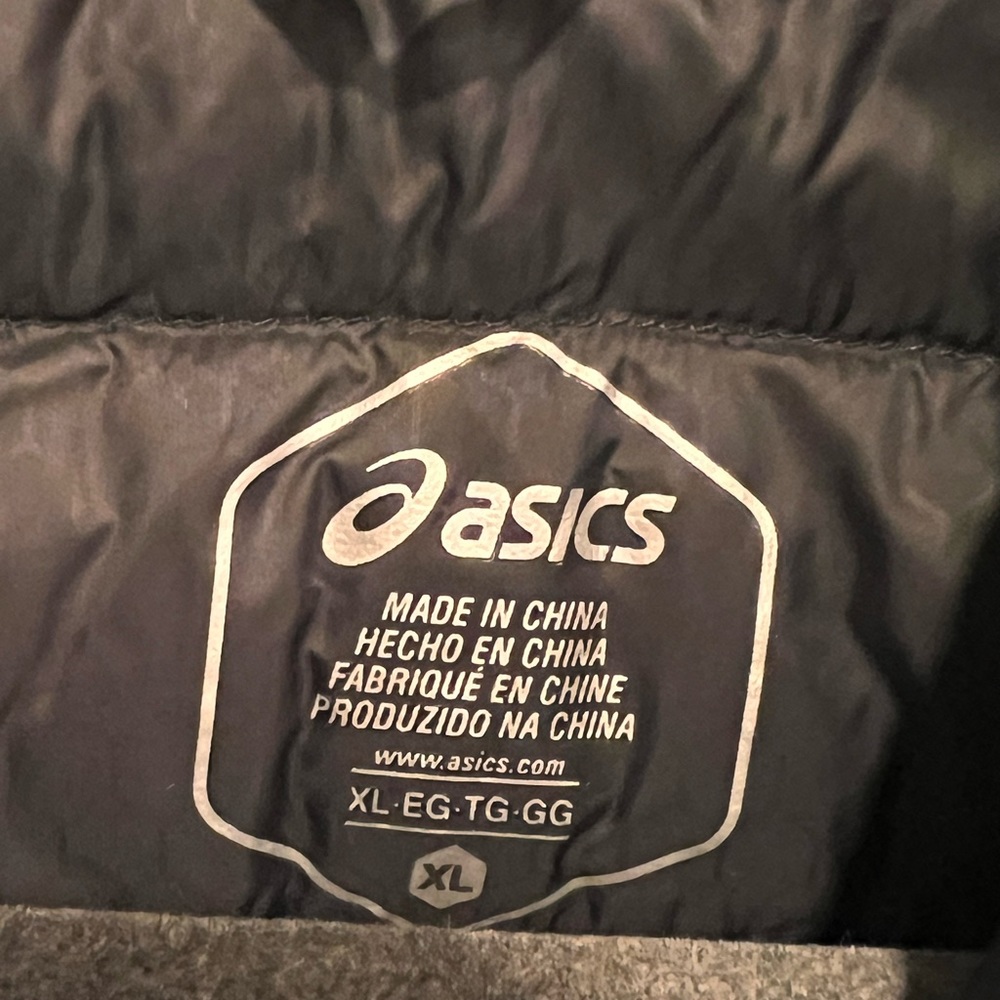 asics
MADE IN CHINA
HECHO EN CHINA
FABRIQUÉ EN CHINE
PRODUZIDO NA CHINA
www.asics.com
XL·EG·TG·GG
XL